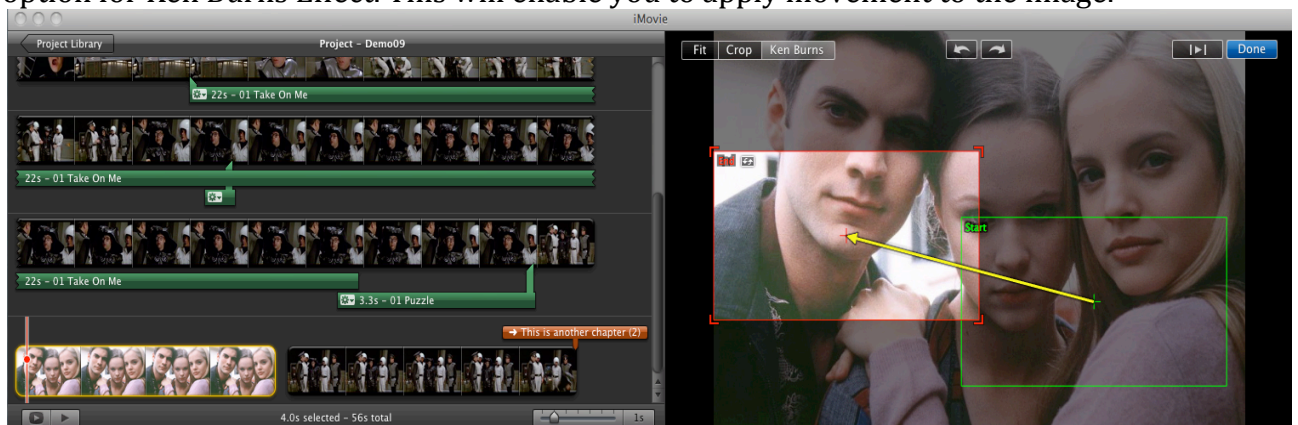 option for Ken Burns Effect. This will enable you to apply movement to the image.
iMovie
Project Library
Project – Demo09
Fit Crop Ken Burns
Done
22s – 01 Take On Me
22s – 01 Take On Me
22s – 01 Take On Me
3.3s – 01 Puzzle
This is another chapter (2)
4.0s selected – 56s total
1s
End
Start